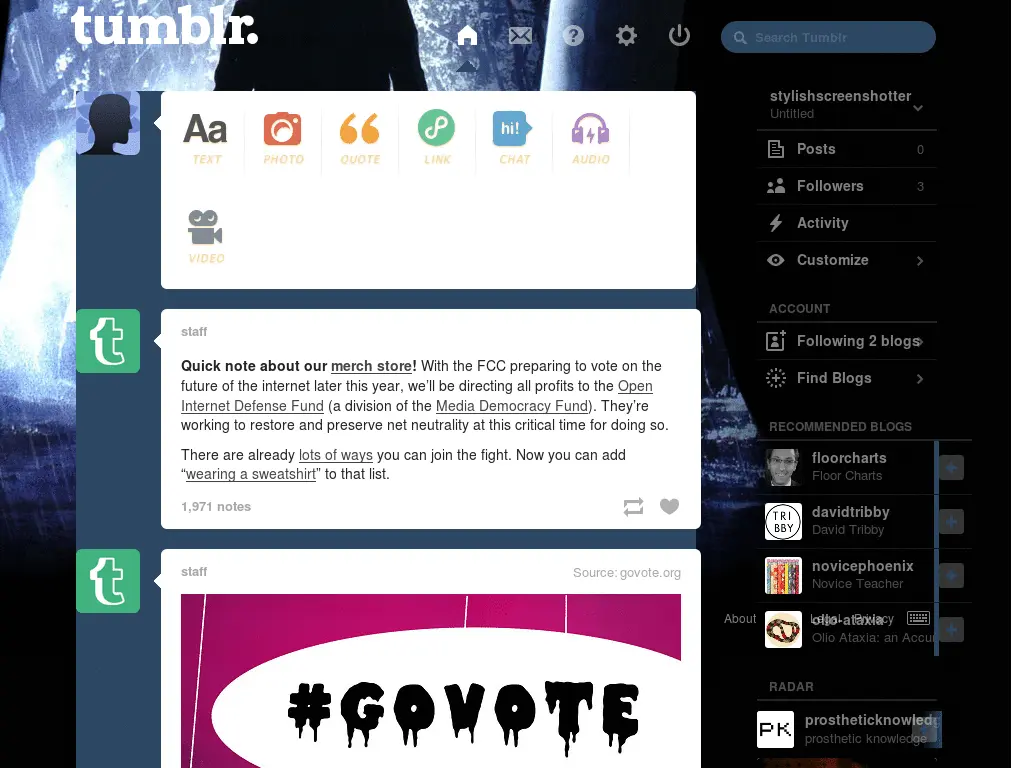 tumblr.
Search Tumblr
Aa
TEXT
PHOTO
QUOTE
LINK
hi!
CHAT
AUDIO
VIDEO
stylishscreenshotter
Untitled
Posts 0
Followers 3
Activity
Customize
ACCOUNT
Following 2 blogs
Find Blogs
RECOMMENDED BLOGS
floorcharts
Floor Charts
TRI
BBY
davidtribby
David Tribby
novicephoenix
Novice Teacher
olio-ataxia
Olio Ataxia: an Accur
About Legal Privacy
RADAR
PK
prostheticknowledg
prosthetic knowledge
staff
Quick note about our merch store! With the FCC preparing to vote on the
future of the internet later this year, we’ll be directing all profits to the Open
Internet Defense Fund (a division of the Media Democracy Fund). They’re
working to restore and preserve net neutrality at this critical time for doing so.
There are already lots of ways you can join the fight. Now you can add
“wearing a sweatshirt” to that list.
1,971 notes
staff
Source: govote.org
#GOVOTE